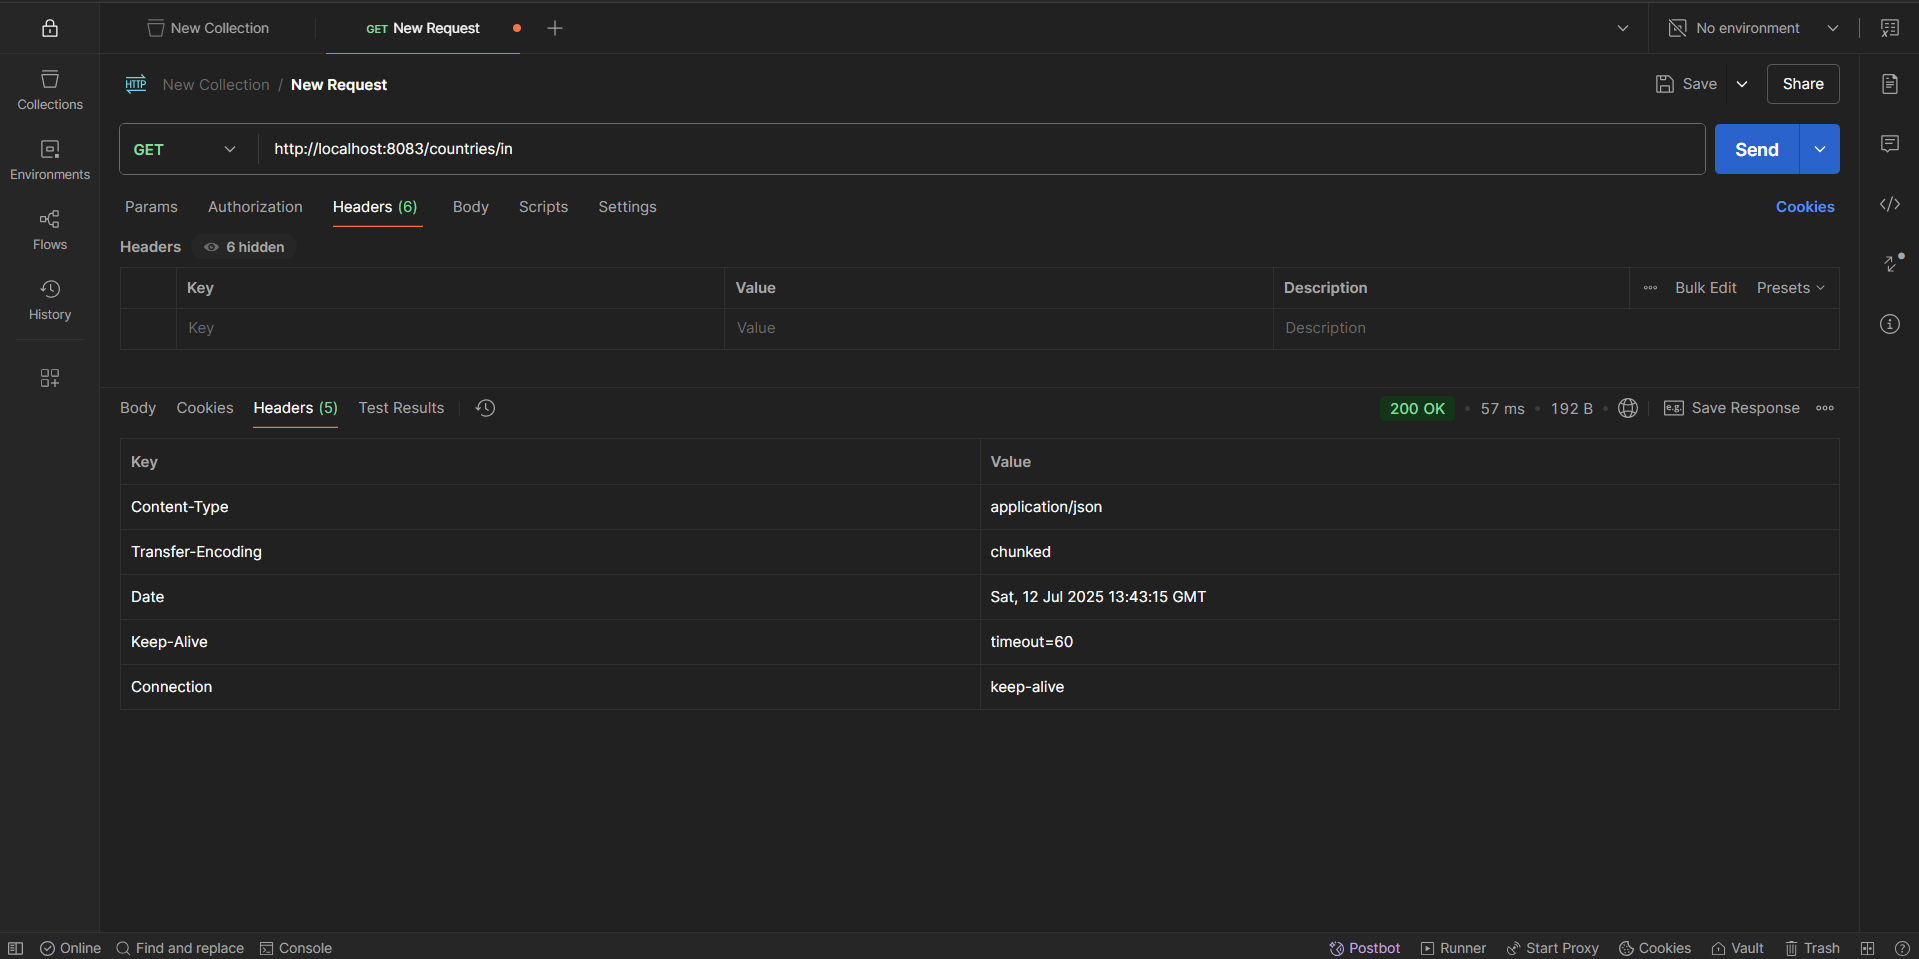 New Collection
GET New Request
No environment
Collections
Environments
Flows
History
HTTP New Collection / New Request
Save
Share
GET
http://localhost:8083/countries/in
Send
Params Authorization Headers (6) Body Scripts Settings
Cookies
Headers 6 hidden
Key Value Description Bulk Edit Presets
Key Value Description
Body Cookies Headers (5) Test Results
200 OK • 57 ms • 192 B • e.g. Save Response
Key Value
Content-Type application/json
Transfer-Encoding chunked
Date Sat, 12 Jul 2025 13:43:15 GMT
Keep-Alive timeout=60
Connection keep-alive
Online Find and replace Console
Postbot Runner Start Proxy Cookies Vault Trash